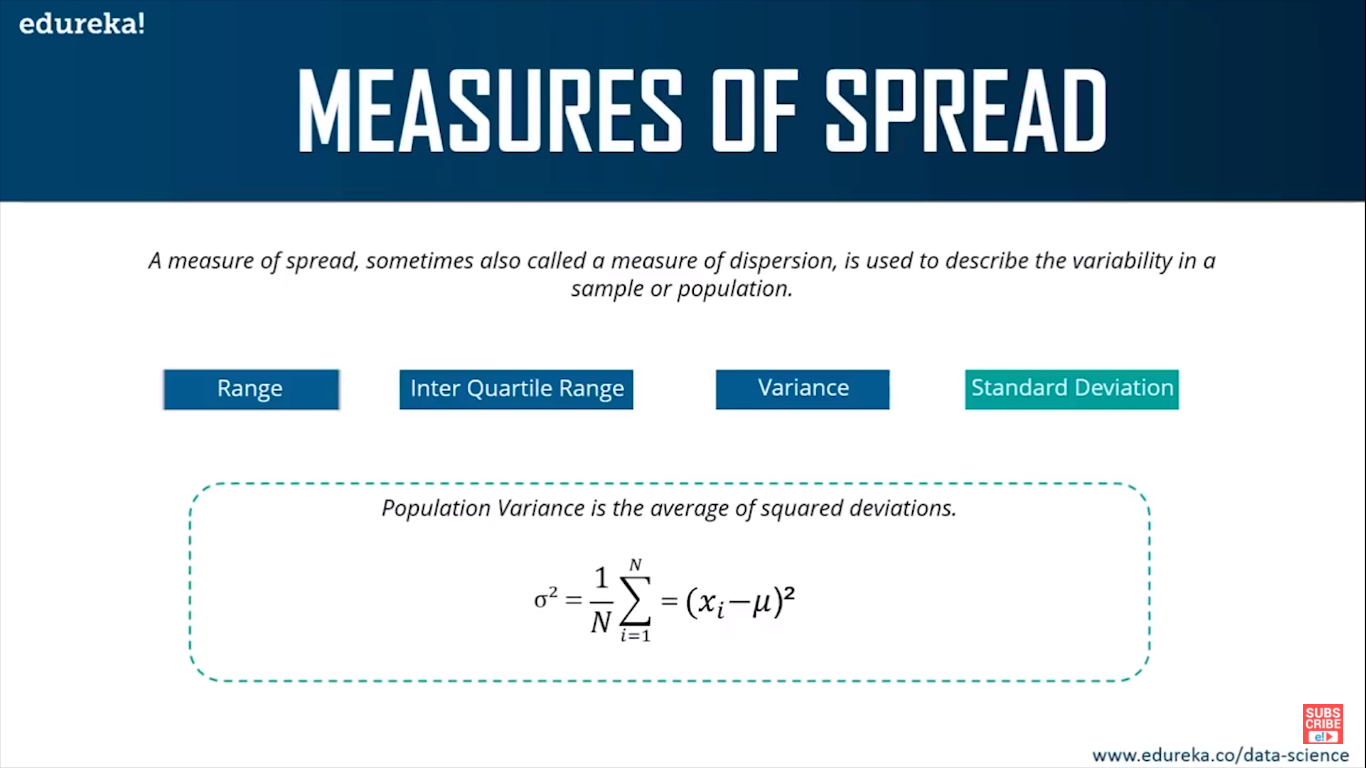 edureka!
MEASURES OF SPREAD
A measure of spread, sometimes also called a measure of dispersion, is used to describe the variability in a
sample or population.
Range
Inter Quartile Range
Variance
Standard Deviation
Population Variance is the average of squared deviations.
σ² = 1/N ∑_{i=1}^{N} = (xᵢ−μ)²
SUBS
CRIBE
e!
www.edureka.co/data-science